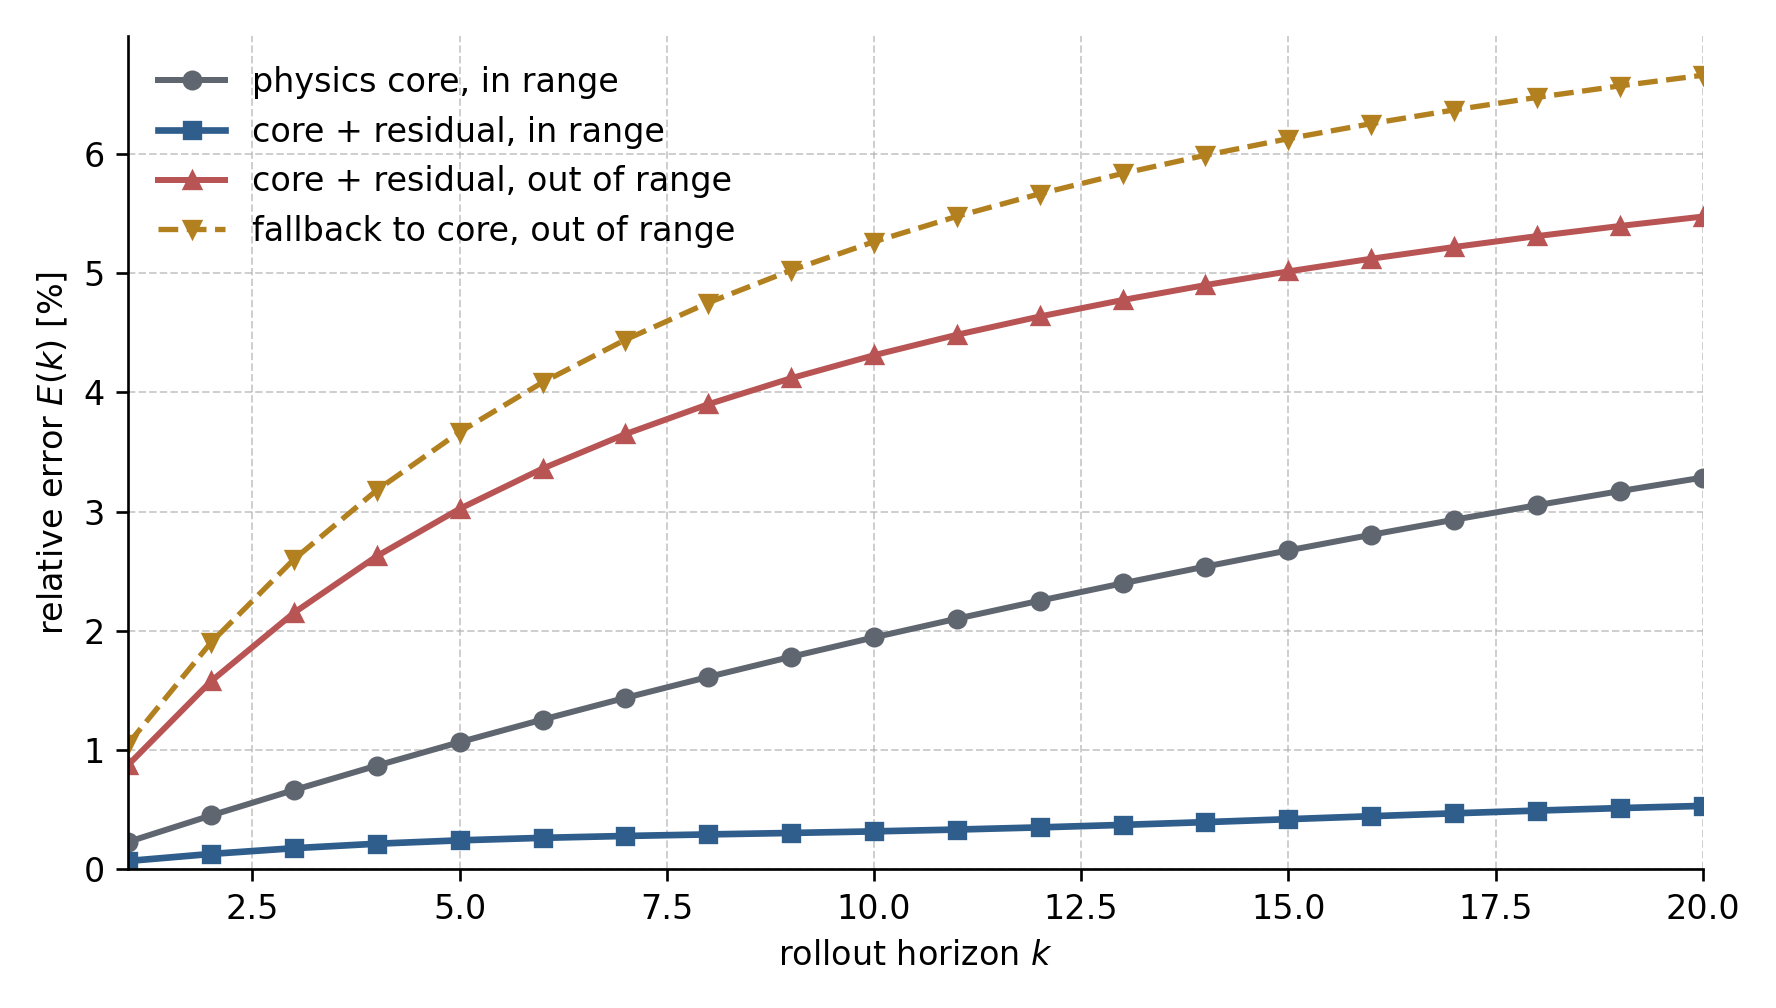 physics core, in range
core + residual, in range
core + residual, out of range
fallback to core, out of range
relative error E(k) [%]
6
5
4
3
2
1
0
2.5 5.0 7.5 10.0 12.5 15.0 17.5 20.0
rollout horizon k